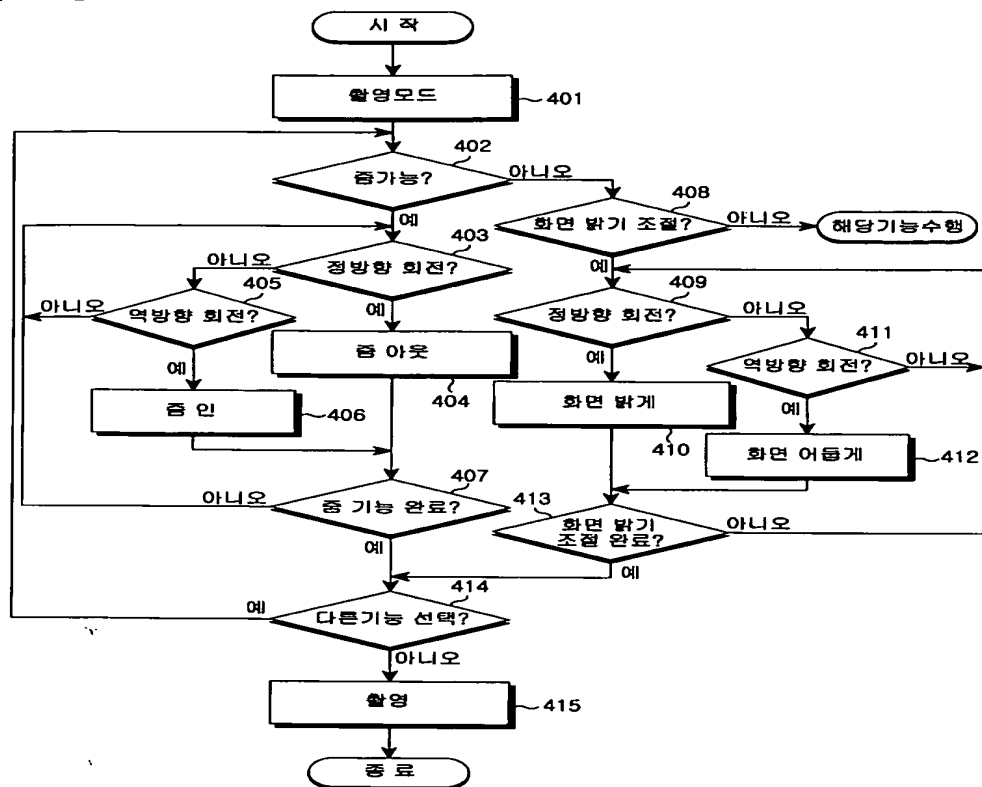 시 작
촬영모드
401
402
줌가능?
아니오
예
408
화면 밝기 조절?
아니오
해당기능수행
예
403
정방향 회전?
아니오
예
405
역방향 회전?
아니오
예
409
정방향 회전?
아니오
예
411
역방향 회전?
아니오
예
줌 아웃
404
줌 인
406
화면 밝게
410
화면 어둡게
412
407
줌 기능 완료?
아니오
예
413
화면 밝기
조절 완료?
아니오
예
414
다른기능 선택?
예
아니오
촬영
415
종 료